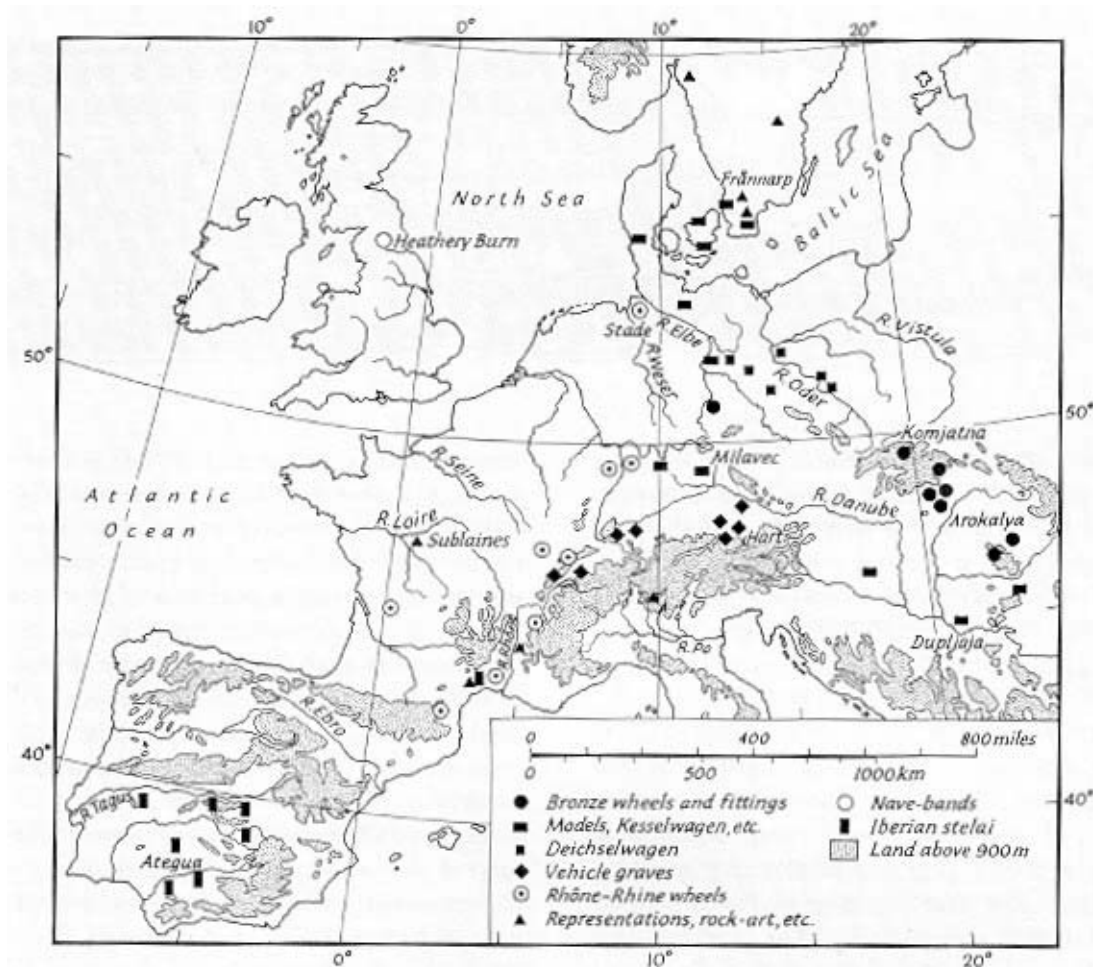 10°
10°
0°
10°
20°
North Sea
Frännarp
Baltic Sea
Heathery Burn
Stade
R. Elbe
R. Vistula
R. Weser
50°
R. Oder
50°
Komjatna
Milavec
R. Seine
R. Danube
Atlantic
Ocean
Arokalya
R. Loire
Sublaines
Hart
R. Po
Dupljaja
R. Ebro
0
400
800 miles
40°
0
500
1000 km
Bronze wheels and fittings
Nave-bands
40°
R. Tagus
Models, Kesselwagen, etc.
Iberian stelai
Deichselwagen
Land above 900 m
Ategua
Vehicle graves
Rhône-Rhine wheels
Representations, rock-art, etc.
0°
10°
20°